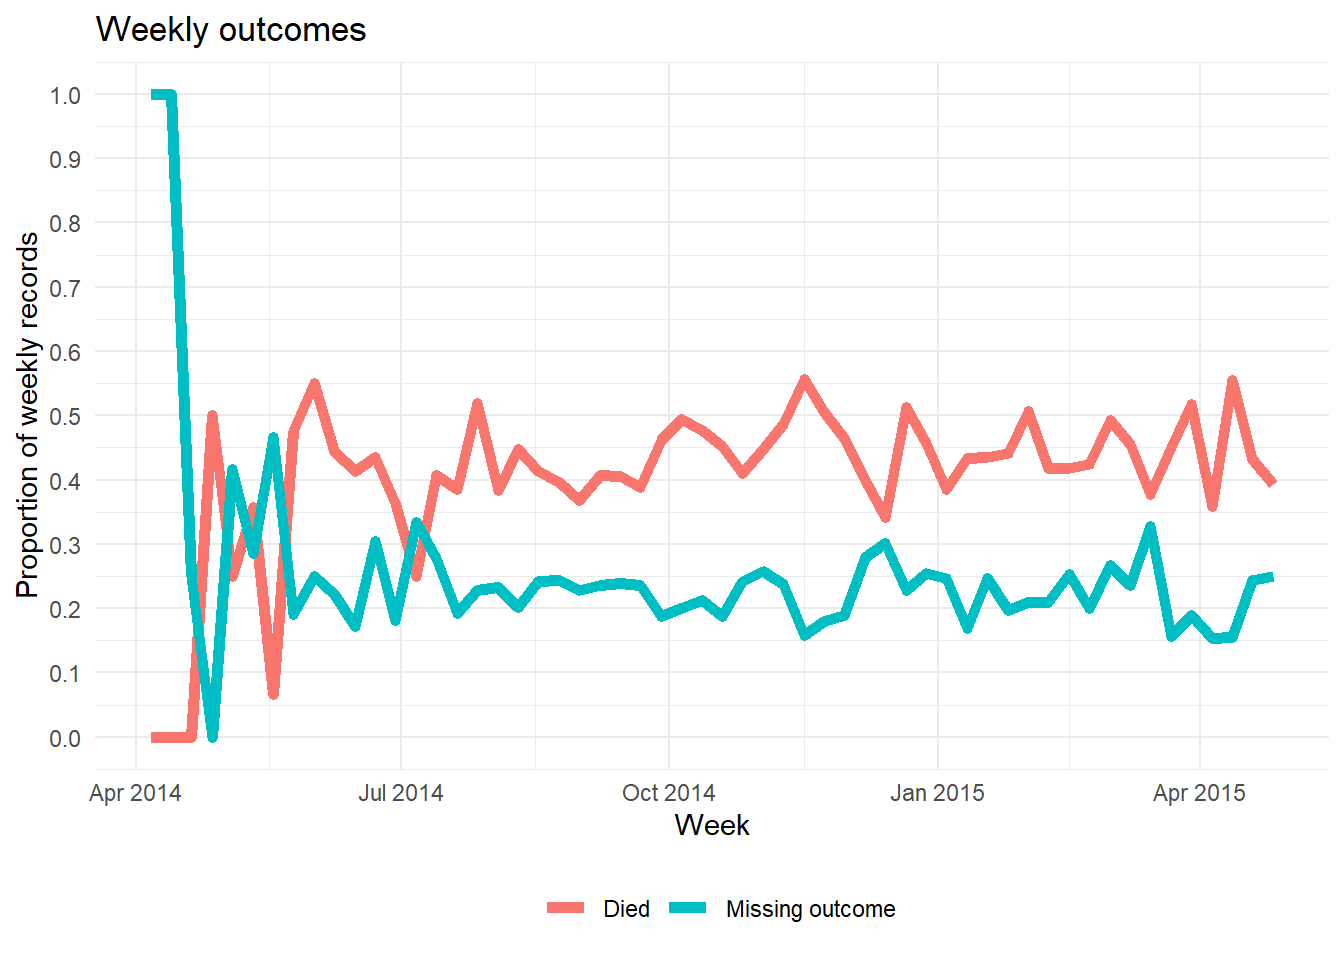 Weekly outcomes
Proportion of weekly records
1.0
0.9
0.8
0.7
0.6
0.5
0.4
0.3
0.2
0.1
0.0
Apr 2014 Jul 2014 Oct 2014 Jan 2015 Apr 2015
Week
Died Missing outcome